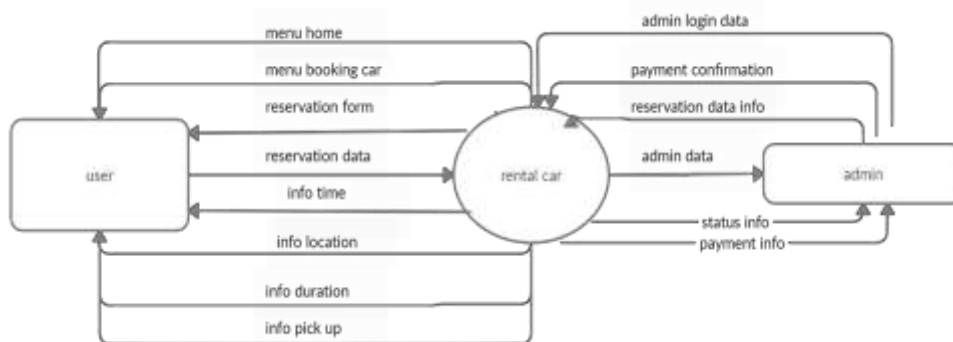 menu home
admin login data
menu booking car
payment confirmation
reservation form
reservation data info
user
reservation data
rental car
admin data
admin
info time
status info
info location
payment info
info duration
info pick up